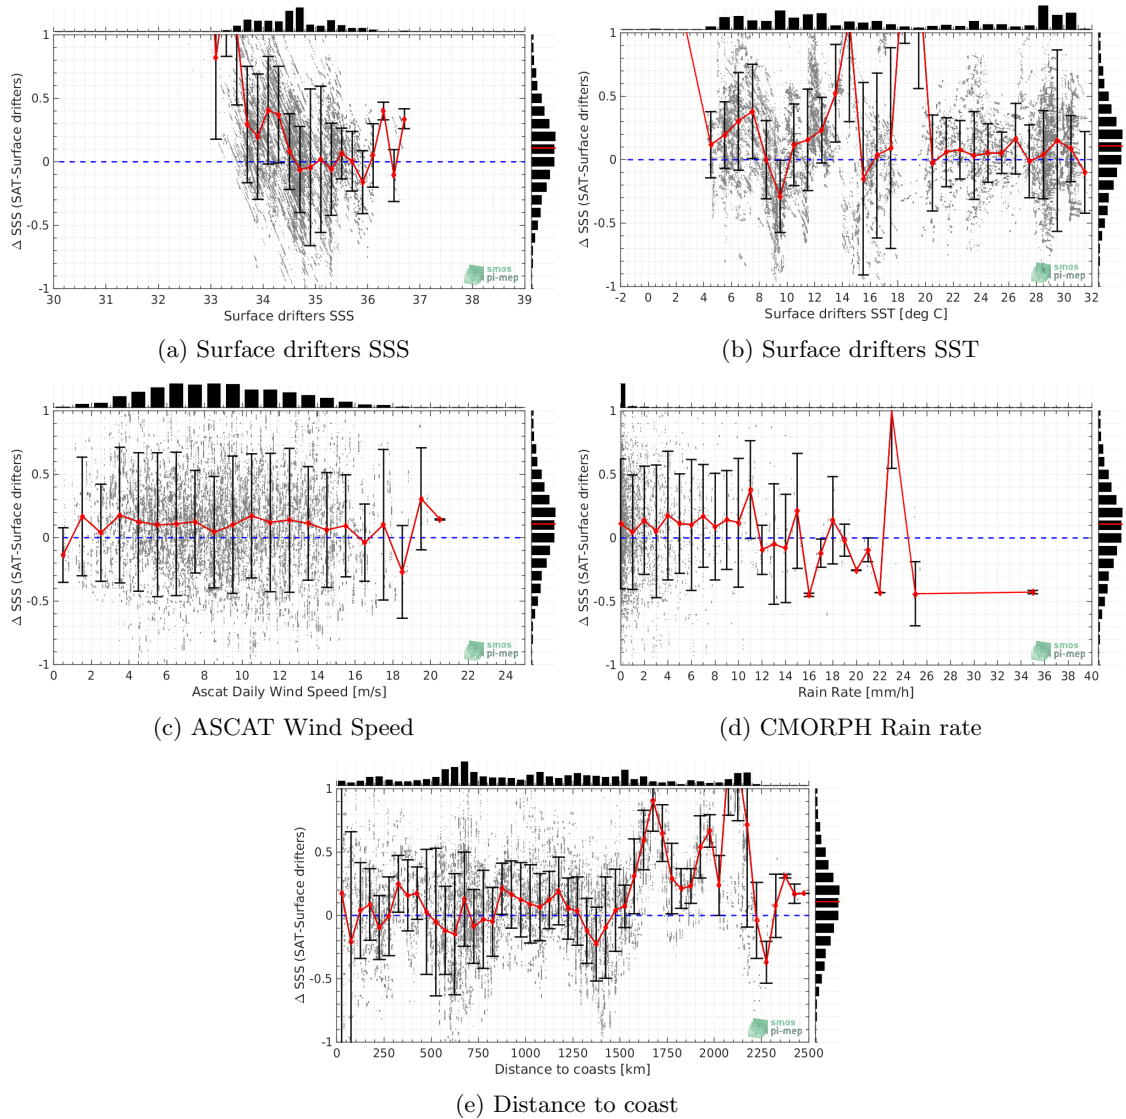 Δ SSS (SAT-Surface drifters)
1
0.5
0
-0.5
-1
smos
pi-mep
30 31 32 33 34 35 36 37 38 39
Surface drifters SSS
(a) Surface drifters SSS
Δ SSS (SAT-Surface drifters)
1
0.5
0
-0.5
-1
smos
pi-mep
-2 0 2 4 6 8 10 12 14 16 18 20 22 24 26 28 30 32
Surface drifters SST [deg C]
(b) Surface drifters SST
Δ SSS (SAT-Surface drifters)
1
0.5
0
-0.5
-1
smos
pi-mep
0 2 4 6 8 10 12 14 16 18 20 22 24
Ascat Daily Wind Speed [m/s]
(c) ASCAT Wind Speed
Δ SSS (SAT-Surface drifters)
1
0.5
0
-0.5
-1
smos
pi-mep
0 2 4 6 8 10 12 14 16 18 20 22 24 26 28 30 32 34 36 38 40
Rain Rate [mm/h]
(d) CMORPH Rain rate
Δ SSS (SAT-Surface drifters)
1
0.5
0
-0.5
-1
smos
pi-mep
0 250 500 750 1000 1250 1500 1750 2000 2250 2500
Distance to coasts [km]
(e) Distance to coast